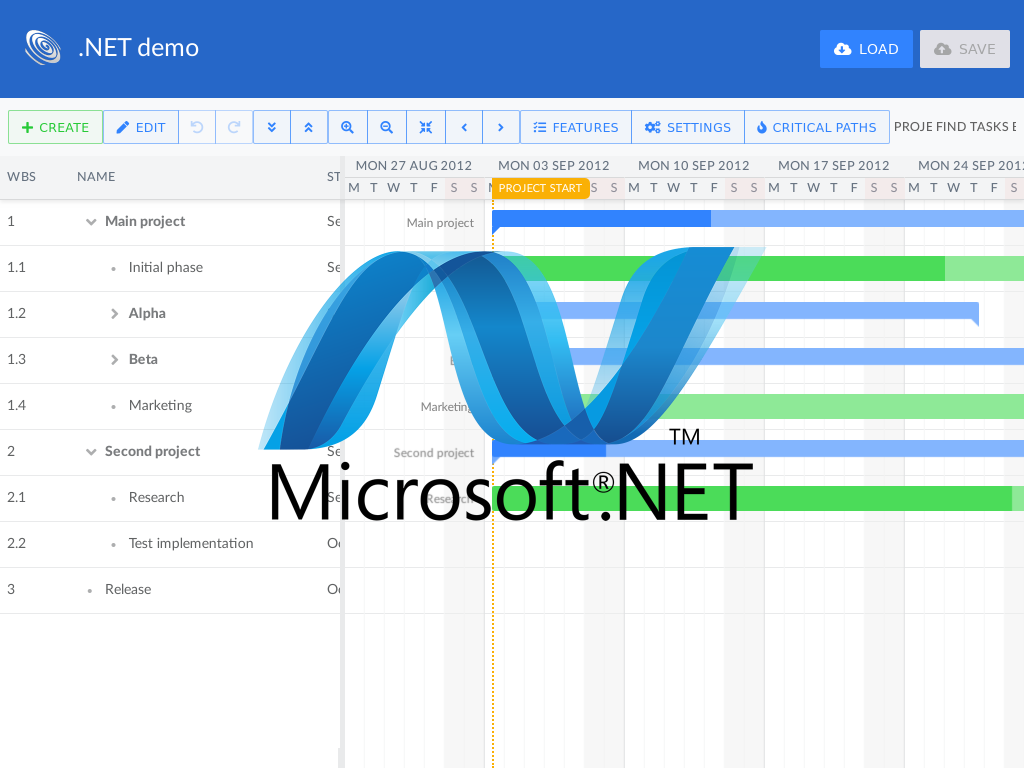 .NET demo
LOAD SAVE
CREATE EDIT FEATURES SETTINGS CRITICAL PATHS PROJE FIND TASKS
WBS NAME ST
MON 27 AUG 2012 MON 03 SEP 2012 MON 10 SEP 2012 MON 17 SEP 2012 MON 24 SEP 2012
M T W T F S S PROJECT START S S M T W T F S S M T W T F S S M T W T F S
1 Main project Se Main project
1.1 Initial phase Se
1.2 Alpha Se
1.3 Beta Se
1.4 Marketing Se Marketing
2 Second project Se Second project
TM
Microsoft®.NET
2.1 Research Research
2.2 Test implementation Oc
3 Release Oc